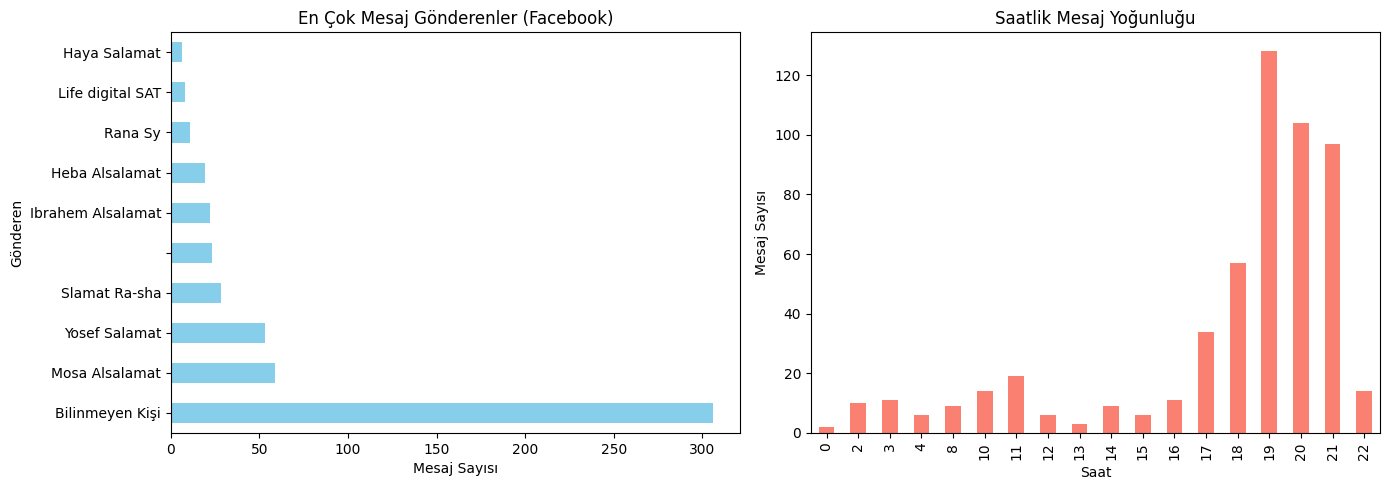 En Çok Mesaj Gönderenler (Facebook)
Gönderen
Haya Salamat
Life digital SAT
Rana Sy
Heba Alsalamat
Ibrahem Alsalamat
Slamat Ra-sha
Yosef Salamat
Mosa Alsalamat
Bilinmeyen Kişi
0 50 100 150 200 250 300
Mesaj Sayısı
Saatlik Mesaj Yoğunluğu
Mesaj Sayısı
120
100
80
60
40
20
0
0 2 3 4 8 10 11 12 13 14 15 16 17 18 19 20 21 22
Saat